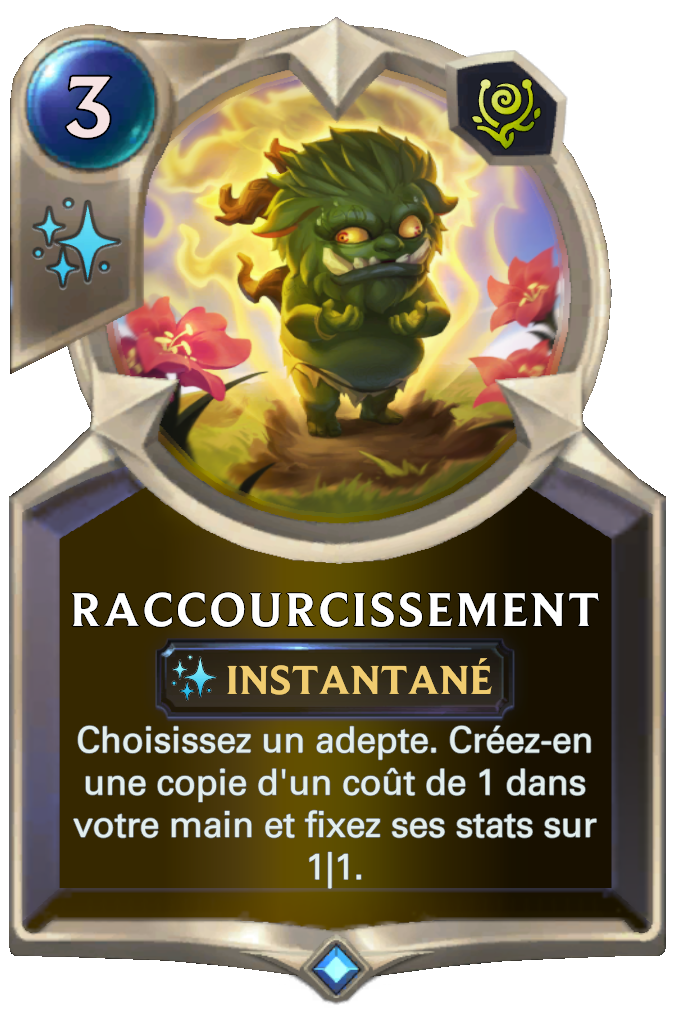 3
RACCOURCISSEMENT
INSTANTANÉ
Choisissez un adepte. Créez-en
une copie d'un coût de 1 dans
votre main et fixez ses stats sur
1|1.